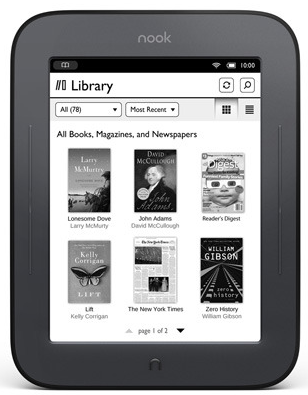 nook
10:00
Library
All (78)
Most Recent
All Books, Magazines, and Newspapers
Larry
McMurtry
DAVID
McCULLOUGH
John
Adams
Digest
Lonesome Dove
John Adams
Reader's Digest
Larry McMurty
David McCullough
Kelly
Corrigan
LIFT
The New York Times
WILLIAM
GIBSON
zero
history
Lift
The New York Times
Zero History
Kelly Corrigan
William Gibson
page 1 of 2